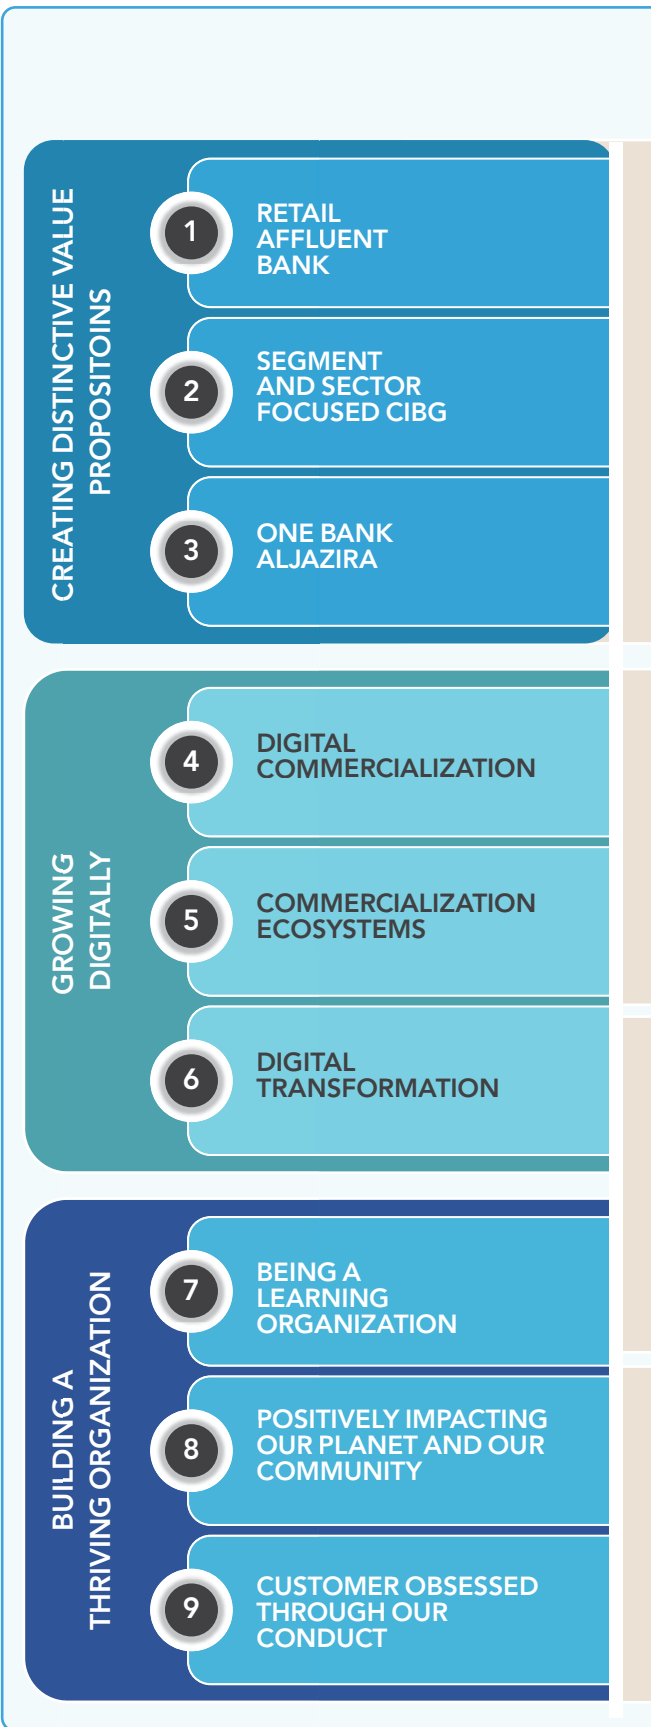 CREATING DISTINCTIVE VALUE
PROPOSITOINS
1
RETAIL
AFFLUENT
BANK
2
SEGMENT
AND SECTOR
FOCUSED CIBG
3
ONE BANK
ALJAZIRA
GROWING
DIGITALLY
4
DIGITAL
COMMERCIALIZATION
5
COMMERCIALIZATION
ECOSYSTEMS
6
DIGITAL
TRANSFORMATION
BUILDING A
THRIVING ORGANIZATION
7
BEING A
LEARNING
ORGANIZATION
8
POSITIVELY IMPACTING
OUR PLANET AND OUR
COMMUNITY
9
CUSTOMER OBSESSED
THROUGH OUR
CONDUCT